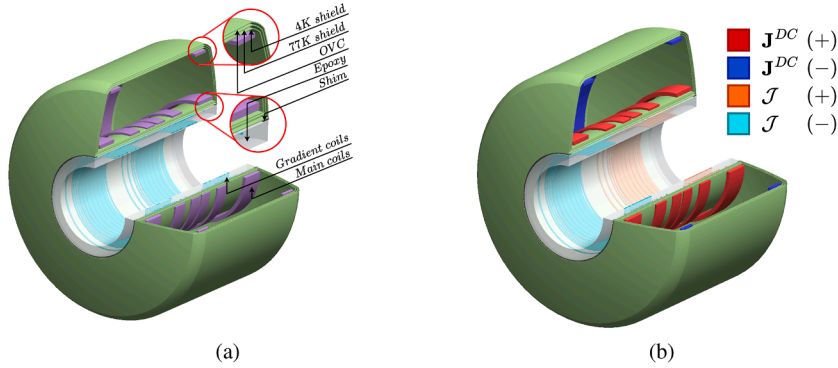 4K shield
77K shield
OVC
Epoxy
Shim
Gradient coils
Main coils
(a)
J^{DC} (+)
J^{DC} (−)
𝒥 (+)
𝒥 (−)
(b)